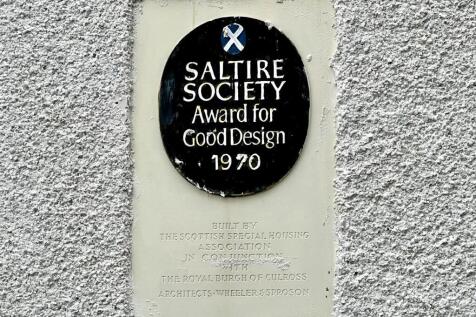 SALTIRE
SOCIETY
Award for
Good Design
1970
BUILT BY
THE SCOTTISH SPECIAL HOUSING
ASSOCIATION
IN CONJUNCTION
WITH
THE ROYAL BURGH OF CULROSS
ARCHITECTS · WHEELER & SPROSON